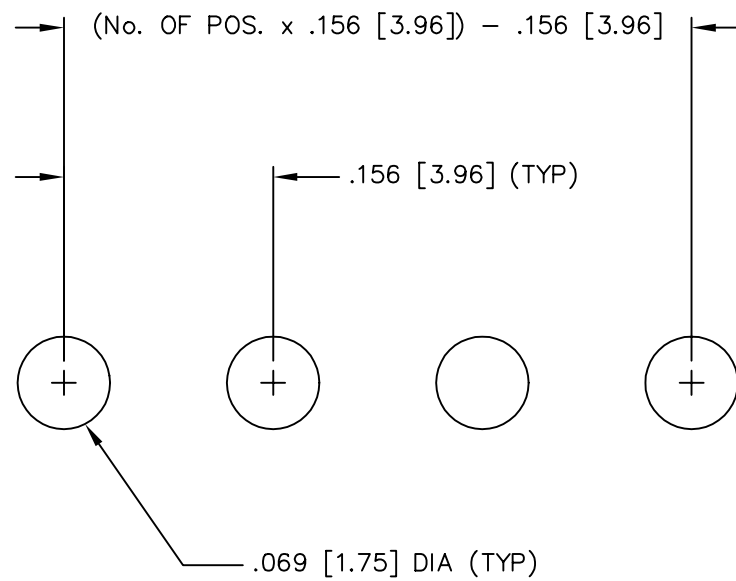 (No. OF POS. x .156 [3.96]) – .156 [3.96]
.156 [3.96] (TYP)
.069 [1.75] DIA (TYP)